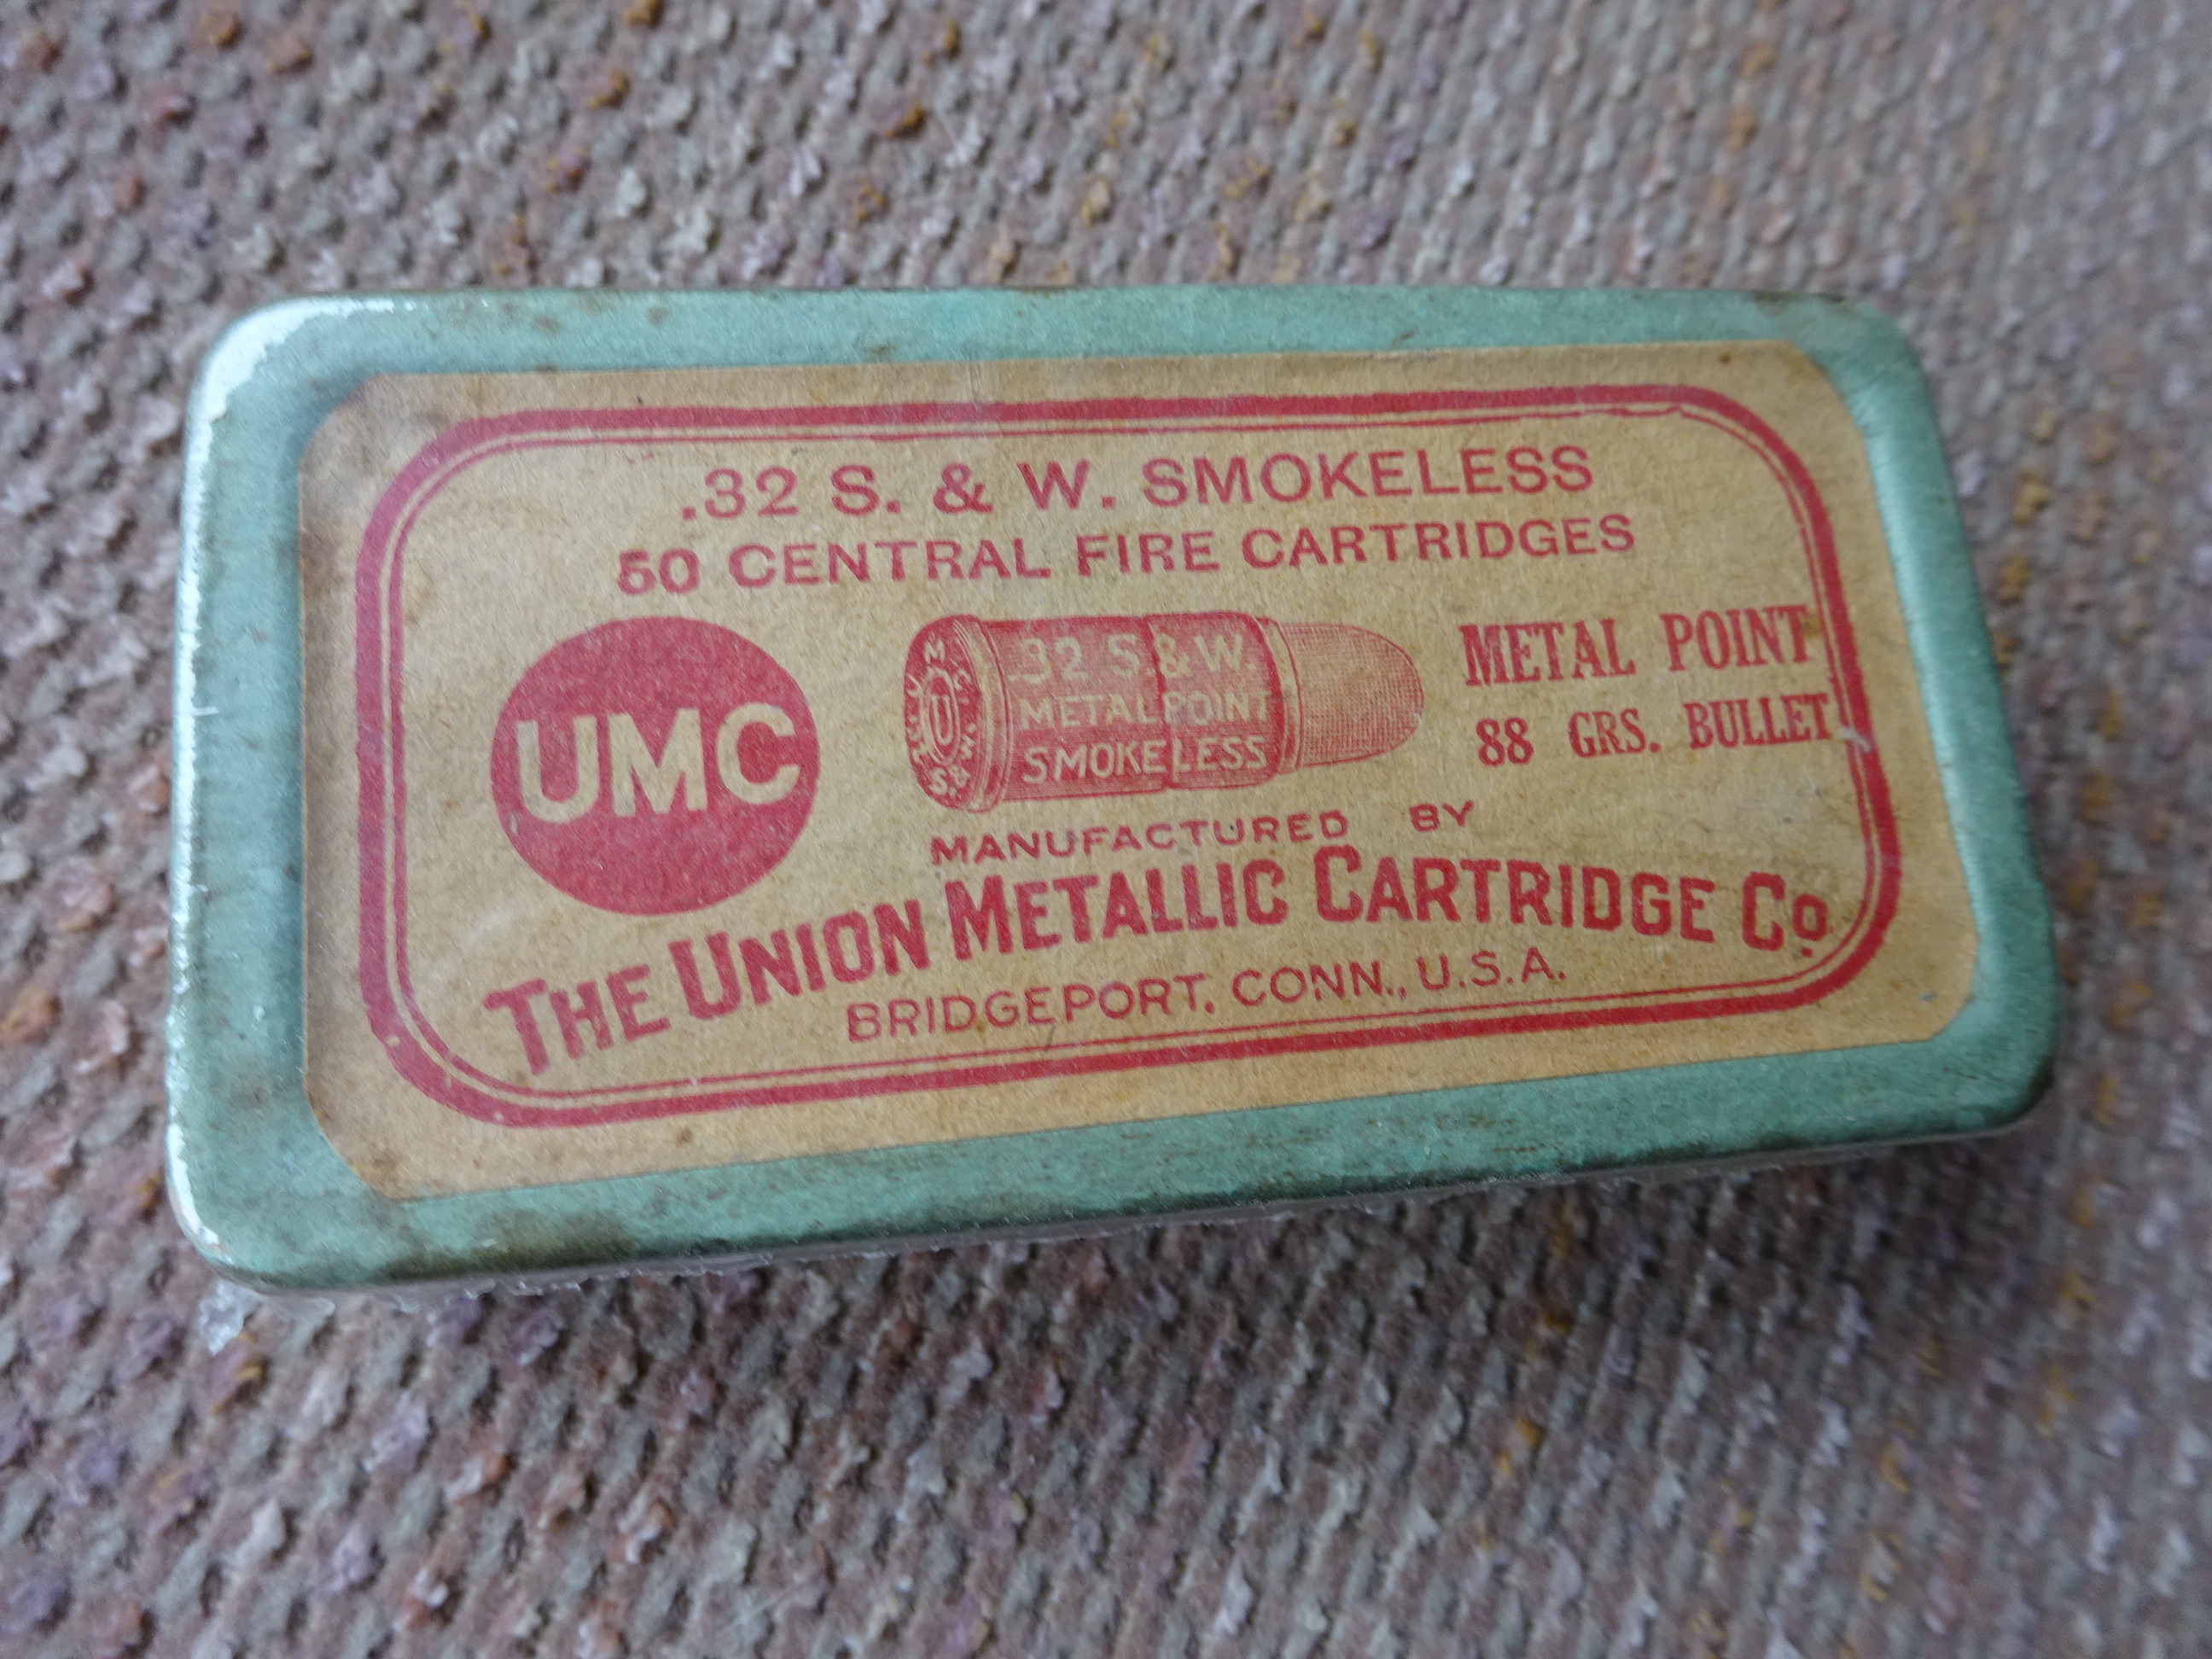 .32 S. & W. SMOKELESS
50 CENTRAL FIRE CARTRIDGES
UMC
.32 S & W.
METAL POINT
SMOKELESS
U
METAL POINT
88 GRS. BULLET
MANUFACTURED BY
THE UNION METALLIC CARTRIDGE CO.
BRIDGEPORT, CONN., U.S.A.